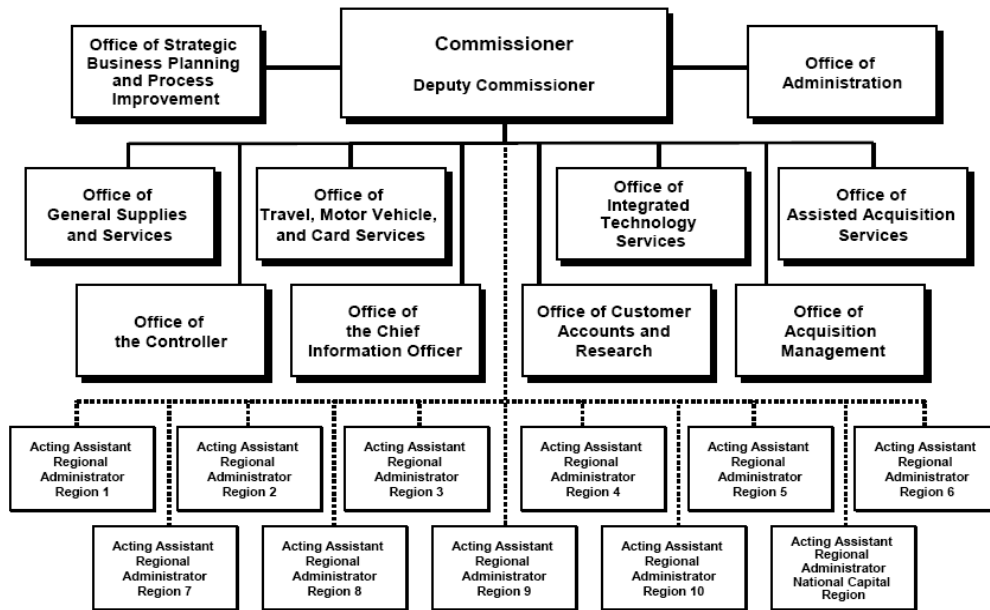 Office of Strategic
Business Planning
and Process
Improvement
Commissioner
Deputy Commissioner
Office of
Administration
Office of
General Supplies
and Services
Office of
Travel, Motor Vehicle,
and Card Services
Office of
Integrated
Technology
Services
Office of
Assisted Acquisition
Services
Office of
the Controller
Office of
the Chief
Information Officer
Office of Customer
Accounts and
Research
Office of
Acquisition
Management
Acting Assistant
Regional
Administrator
Region 1
Acting Assistant
Regional
Administrator
Region 2
Acting Assistant
Regional
Administrator
Region 3
Acting Assistant
Regional
Administrator
Region 4
Acting Assistant
Regional
Administrator
Region 5
Acting Assistant
Regional
Administrator
Region 6
Acting Assistant
Regional
Administrator
Region 7
Acting Assistant
Regional
Administrator
Region 8
Acting Assistant
Regional
Administrator
Region 9
Acting Assistant
Regional
Administrator
Region 10
Acting Assistant
Regional
Administrator
National Capital
Region